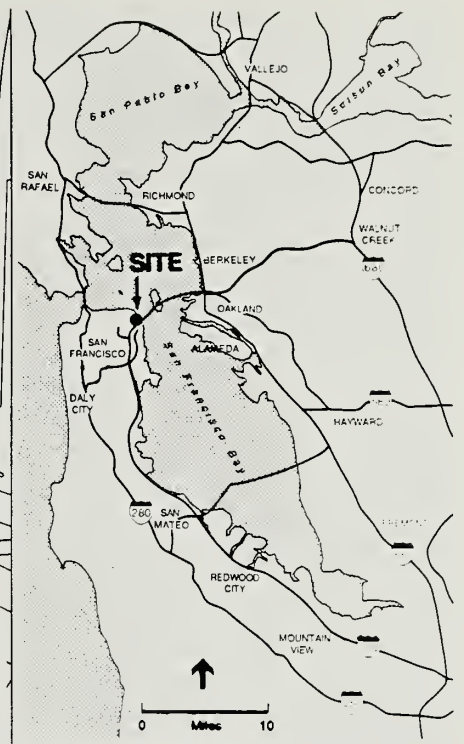 VALLEJO
San Pablo Bay
Suisun Bay
SAN
RAFAEL
RICHMOND
CONCORD
WALNUT
CREEK
680
BERKELEY
SITE
OAKLAND
SAN
FRANCISCO
ALAMEDA
San Francisco Bay
DALY
CITY
HAYWARD
280
SAN
MATEO
REDWOOD
CITY
MOUNTAIN
VIEW
0 Miles 10